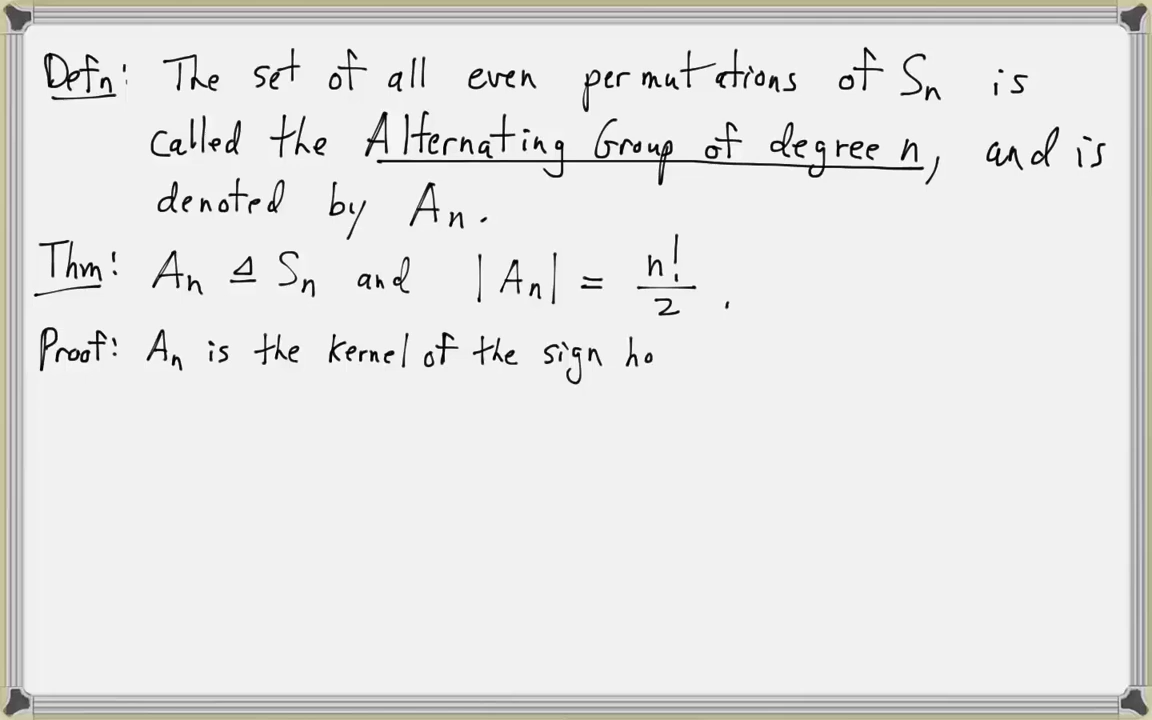 Defn: The set of all even permutations of Sn is
called the Alternating Group of degree n, and is
denoted by An.
Thm: An ⊴ Sn and |An| = n!/2.
Proof: An is the kernel of the sign ho